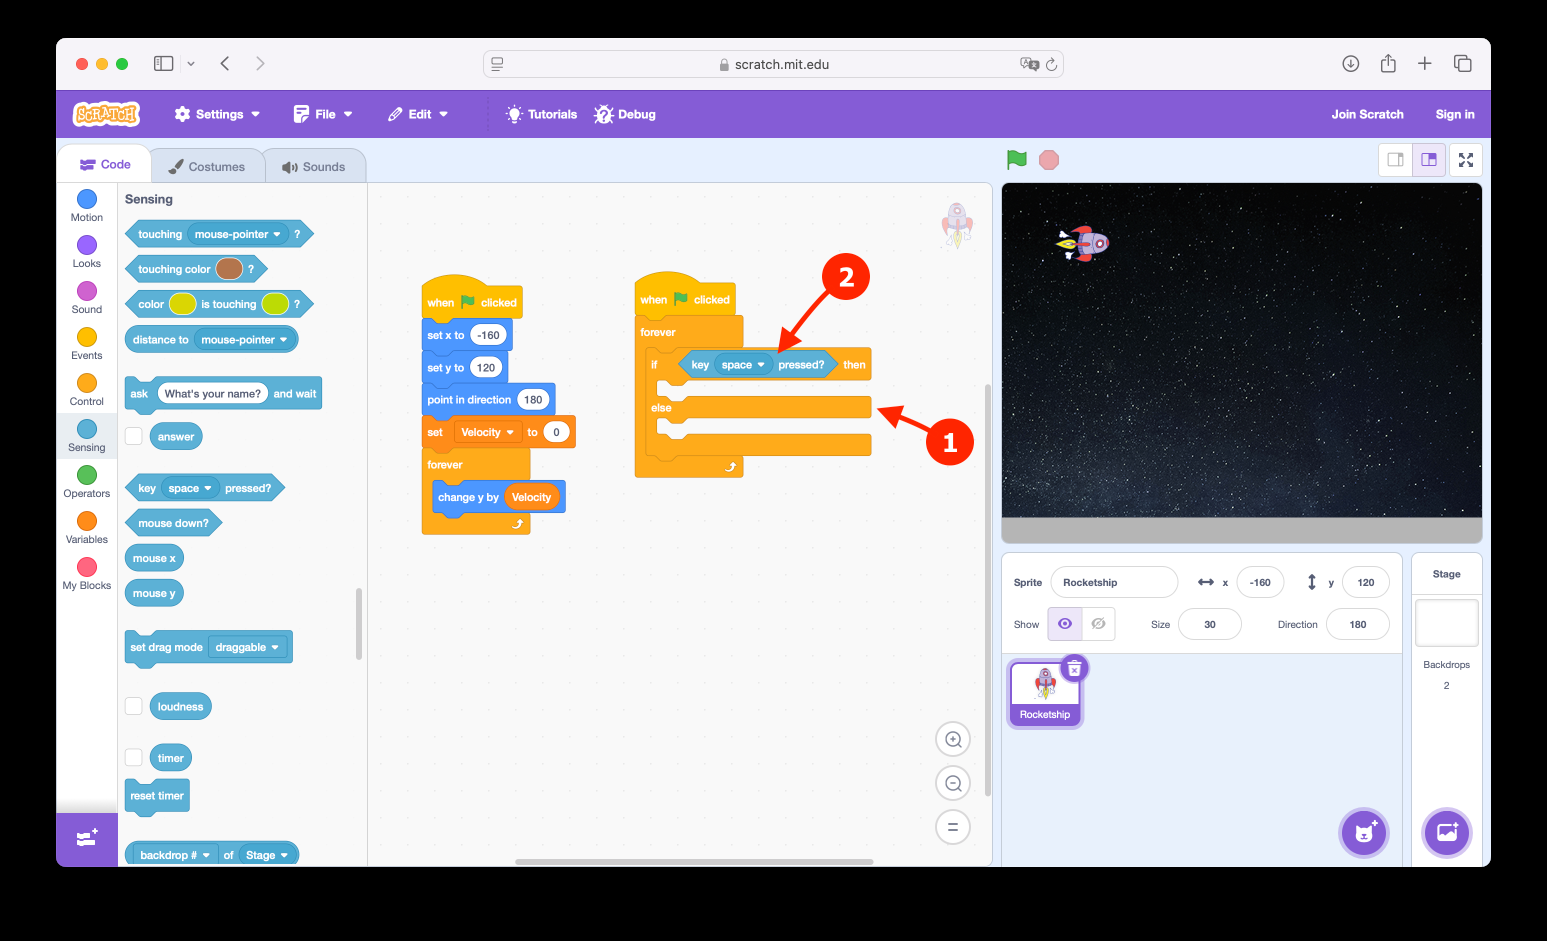 scratch.mit.edu
SCRATCH
Settings
File
Edit
Tutorials
Debug
Join Scratch
Sign in
Code
Costumes
Sounds
Motion
Looks
Sound
Events
Control
Sensing
Operators
Variables
My Blocks
Sensing
touching mouse-pointer ?
touching color ?
color is touching ?
distance to mouse-pointer
ask What's your name? and wait
answer
key space pressed?
mouse down?
mouse x
mouse y
set drag mode draggable
loudness
timer
reset timer
backdrop # of Stage
when clicked
set x to -160
set y to 120
point in direction 180
set Velocity to 0
forever
change y by Velocity
when clicked
forever
if key space pressed? then
else
2
1
Sprite Rocketship x -160 y 120
Show Size 30 Direction 180
Rocketship
Stage
Backdrops
2